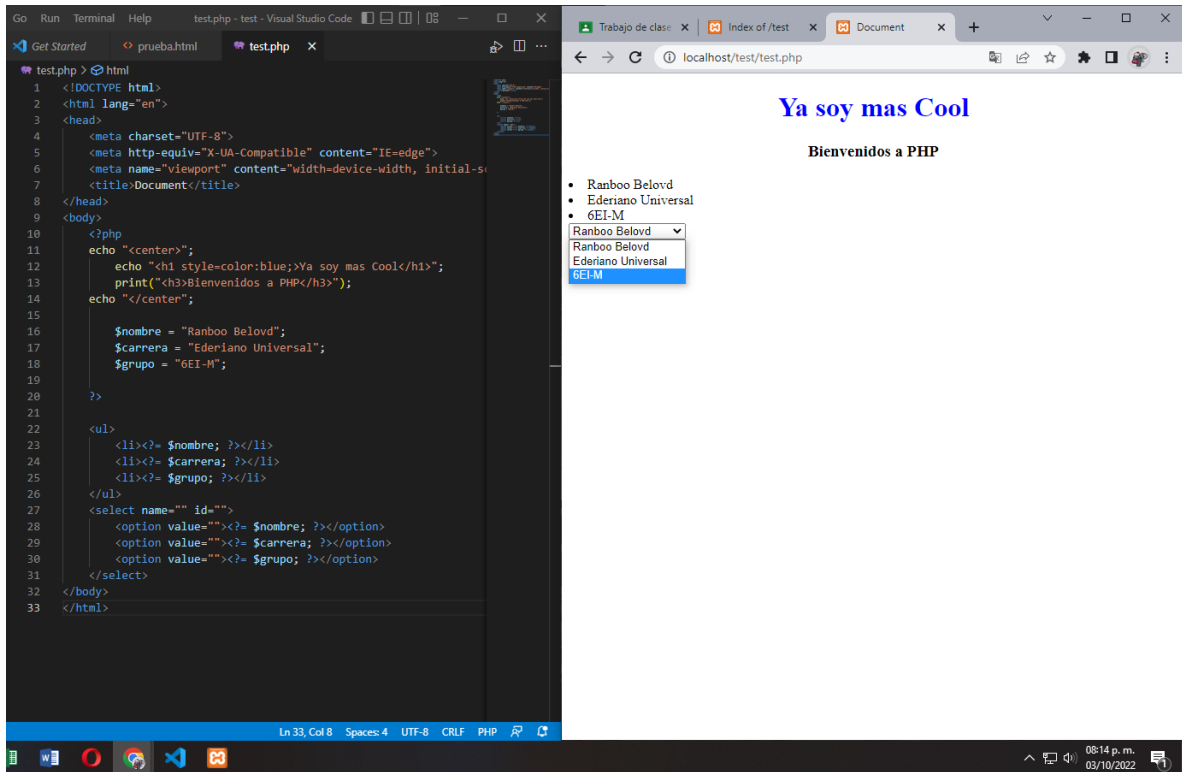 Go Run Terminal Help test.php - test - Visual Studio Code
Get Started prueba.html test.php
test.php > html
1 <!DOCTYPE html>
2 <html lang="en">
3 <head>
4 <meta charset="UTF-8">
5 <meta http-equiv="X-UA-Compatible" content="IE=edge">
6 <meta name="viewport" content="width=device-width, initial-s
7 <title>Document</title>
8 </head>
9 <body>
10 <?php
11 echo "<center>";
12 echo "<h1 style=color:blue;>Ya soy mas Cool</h1>";
13 print("<h3>Bienvenidos a PHP</h3>");
14 echo "</center";
15
16 $nombre = "Ranboo Belovd";
17 $carrera = "Ederiano Universal";
18 $grupo = "6EI-M";
19
20 ?>
21
22 <ul>
23 <li><?= $nombre; ?></li>
24 <li><?= $carrera; ?></li>
25 <li><?= $grupo; ?></li>
26 </ul>
27 <select name="" id="">
28 <option value=""><?= $nombre; ?></option>
29 <option value=""><?= $carrera; ?></option>
30 <option value=""><?= $grupo; ?></option>
31 </select>
32 </body>
33 </html>
Ln 33, Col 8 Spaces: 4 UTF-8 CRLF PHP
Trabajo de clase Index of /test Document
localhost/test/test.php
Ya soy mas Cool
Bienvenidos a PHP
• Ranboo Belovd
• Ederiano Universal
• 6EI-M
Ranboo Belovd
Ranboo Belovd
Ederiano Universal
6EI-M
08:14 p. m.
03/10/2022